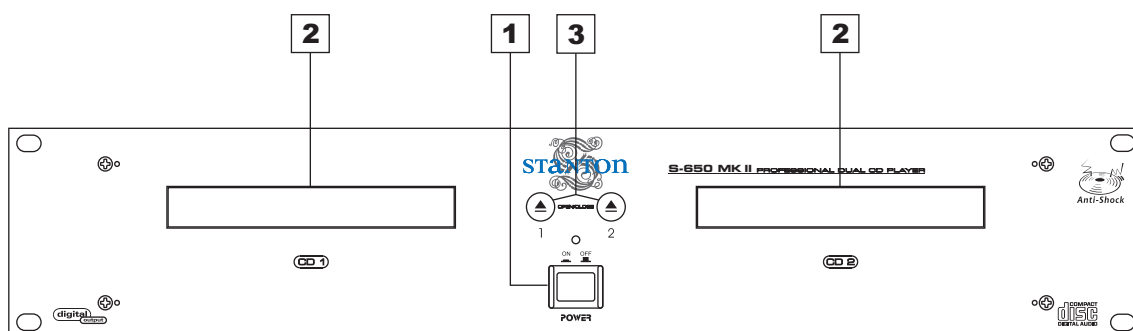 2 1 3 2
STANTON
S-650 MK II PROFESSIONAL DUAL CD PLAYER
Anti-Shock
OPEN/CLOSE
1 2
ON OFF
CD 1
CD 2
POWER
digital output
COMPACT
disc
DIGITAL AUDIO